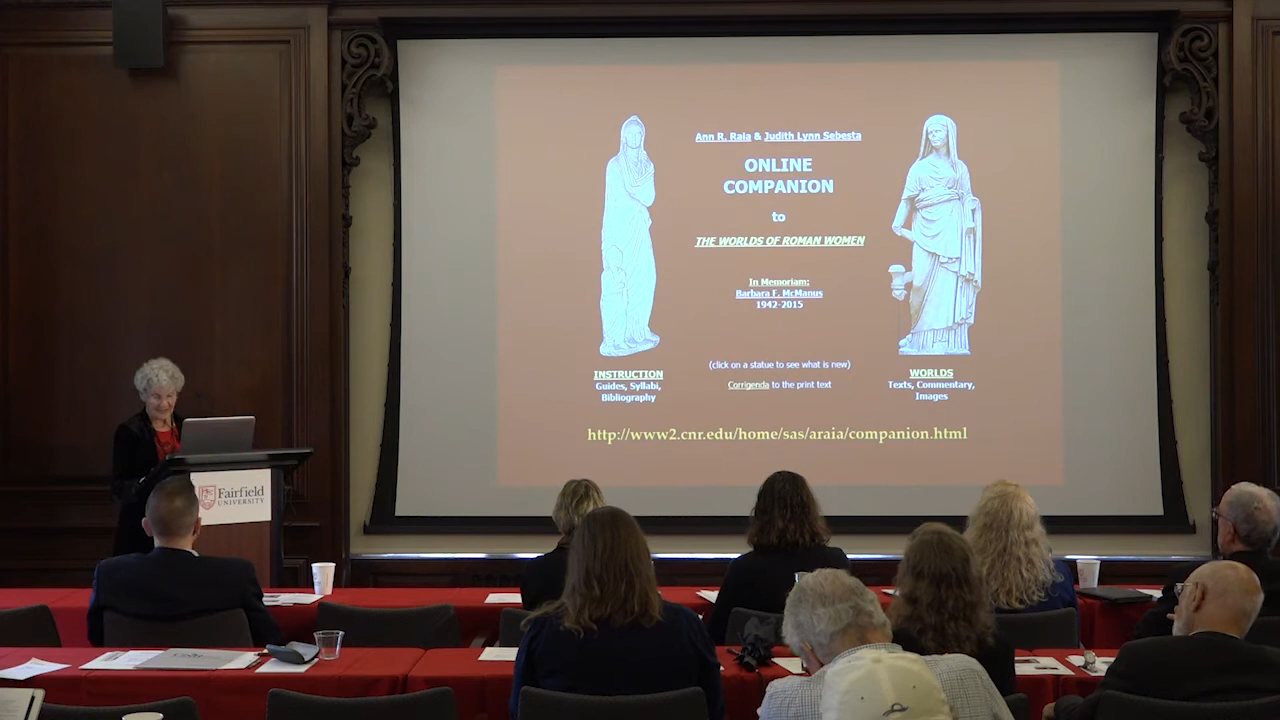 Ann R. Raia & Judith Lynn Sebesta
ONLINE
COMPANION
to
THE WORLDS OF ROMAN WOMEN
In Memoriam:
Barbara F. McManus
1942-2015
(click on a statue to see what is new)
Corrigenda to the print text
INSTRUCTION
Guides, Syllabi,
Bibliography
WORLDS
Texts, Commentary,
Images
http://www2.cnr.edu/home/sas/araia/companion.html
Fairfield
UNIVERSITY